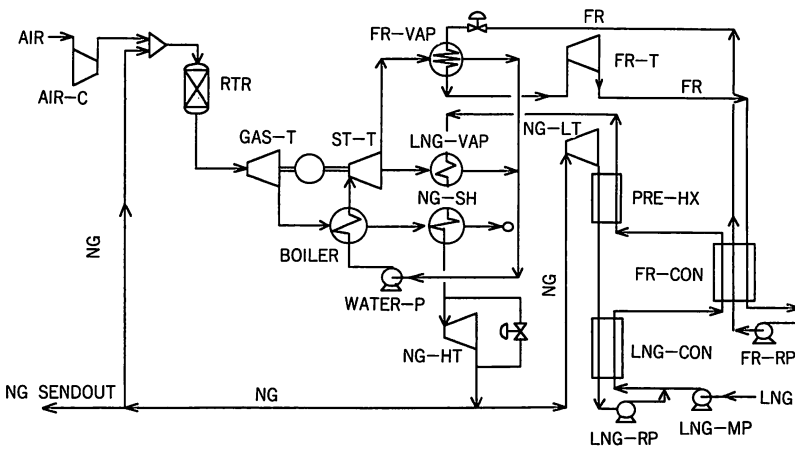 FR
AIR
FR-VAP
FR-T
AIR-C
RTR
FR
GAS-T
ST-T
LNG-VAP
NG-LT
NG-SH
PRE-HX
NG
BOILER
NG
FR-CON
WATER-P
NG-HT
LNG-CON
FR-RP
NG SENDOUT
NG
LNG
LNG-RP
LNG-MP